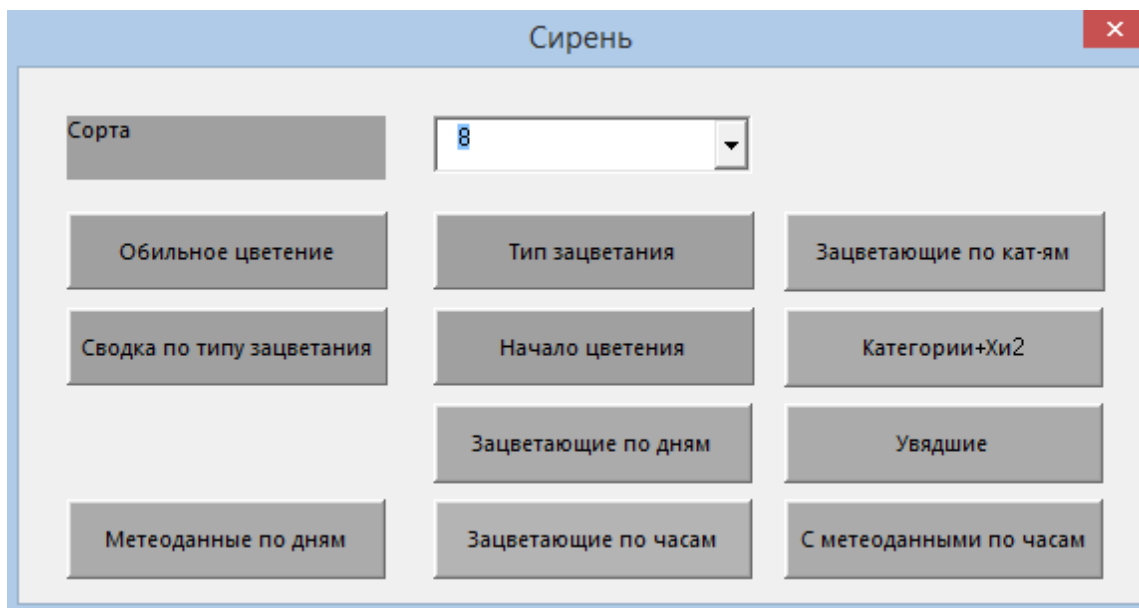 Сирень
Сорта
8
Обильное цветение
Тип зацветания
Зацветающие по кат-ям
Сводка по типу зацветания
Начало цветения
Категории+Хи2
Зацветающие по дням
Увядшие
Метеоданные по дням
Зацветающие по часам
С метеоданными по часам